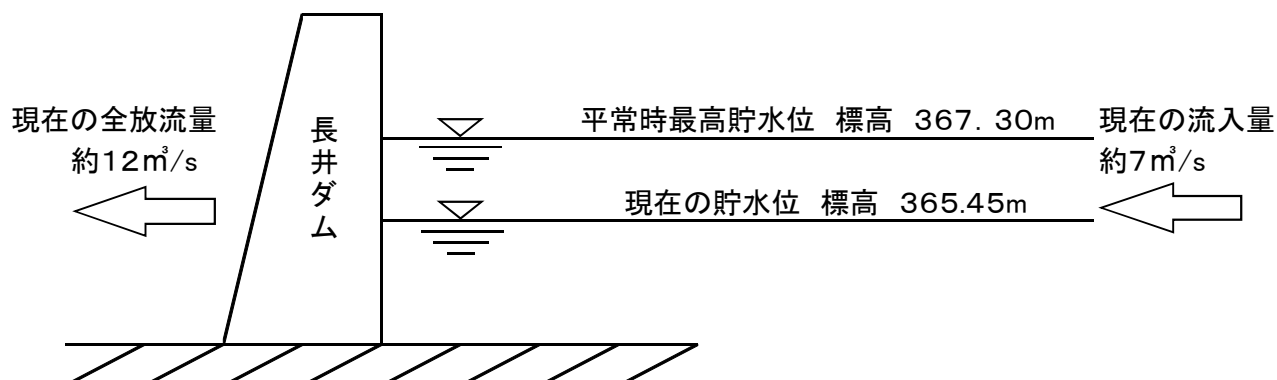 現在の全放流量
約12㎥/s
長井ダム
平常時最高貯水位 標高 367. 30m
現在の貯水位 標高 365.45m
現在の流入量
約7㎥/s